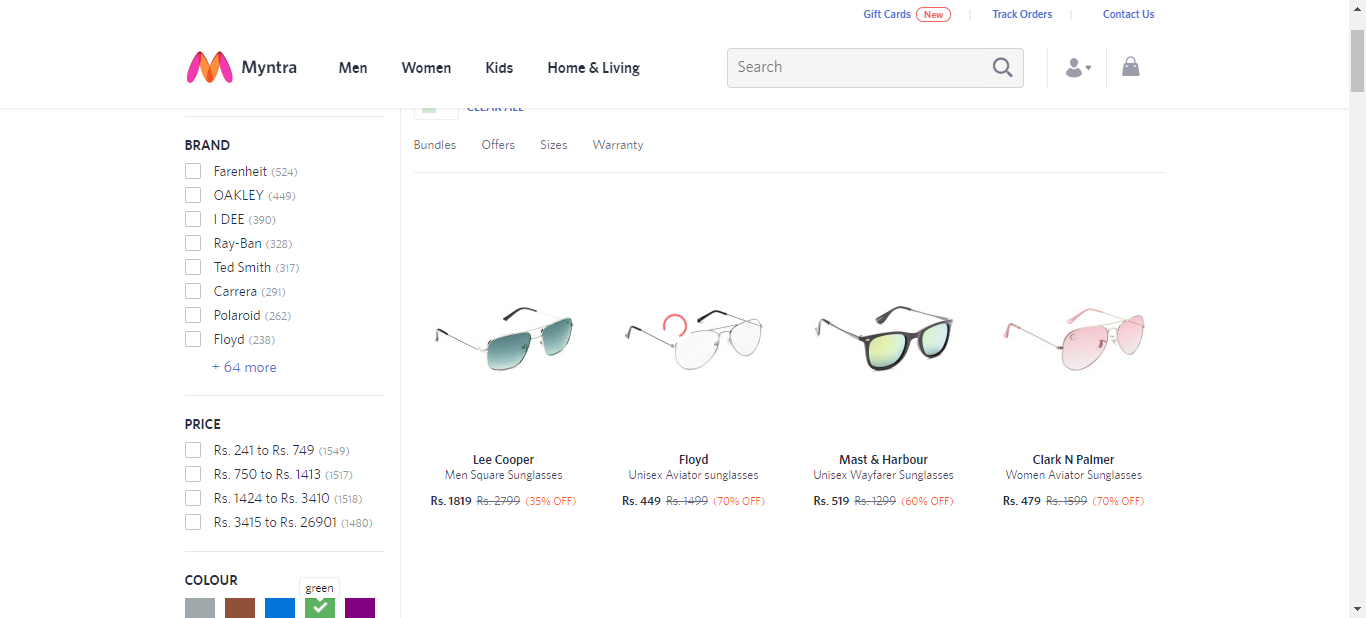 Gift Cards New Track Orders Contact Us
Myntra Men Women Kids Home & Living Search
CLEAR ALL
Bundles Offers Sizes Warranty
BRAND
Farenheit (524)
OAKLEY (449)
I DEE (390)
Ray-Ban (328)
Ted Smith (317)
Carrera (291)
Polaroid (262)
Floyd (238)
+ 64 more
PRICE
Rs. 241 to Rs. 749 (1549)
Rs. 750 to Rs. 1413 (1517)
Rs. 1424 to Rs. 3410 (1518)
Rs. 3415 to Rs. 26901 (1480)
COLOUR
green
Lee Cooper
Men Square Sunglasses
Rs. 1819 Rs. 2799 (35% OFF)
Floyd
Unisex Aviator sunglasses
Rs. 449 Rs. 1499 (70% OFF)
Mast & Harbour
Unisex Wayfarer Sunglasses
Rs. 519 Rs. 1299 (60% OFF)
Clark N Palmer
Women Aviator Sunglasses
Rs. 479 Rs. 1599 (70% OFF)